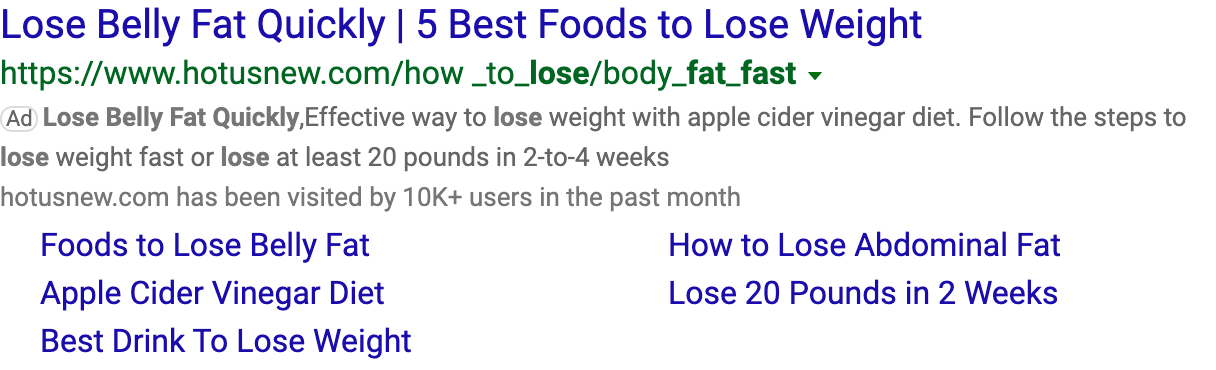 Lose Belly Fat Quickly | 5 Best Foods to Lose Weight
https://www.hotusnew.com/how _to_lose/body_fat_fast
Ad Lose Belly Fat Quickly,Effective way to lose weight with apple cider vinegar diet. Follow the steps to
lose weight fast or lose at least 20 pounds in 2-to-4 weeks
hotusnew.com has been visited by 10K+ users in the past month
Foods to Lose Belly Fat How to Lose Abdominal Fat
Apple Cider Vinegar Diet Lose 20 Pounds in 2 Weeks
Best Drink To Lose Weight